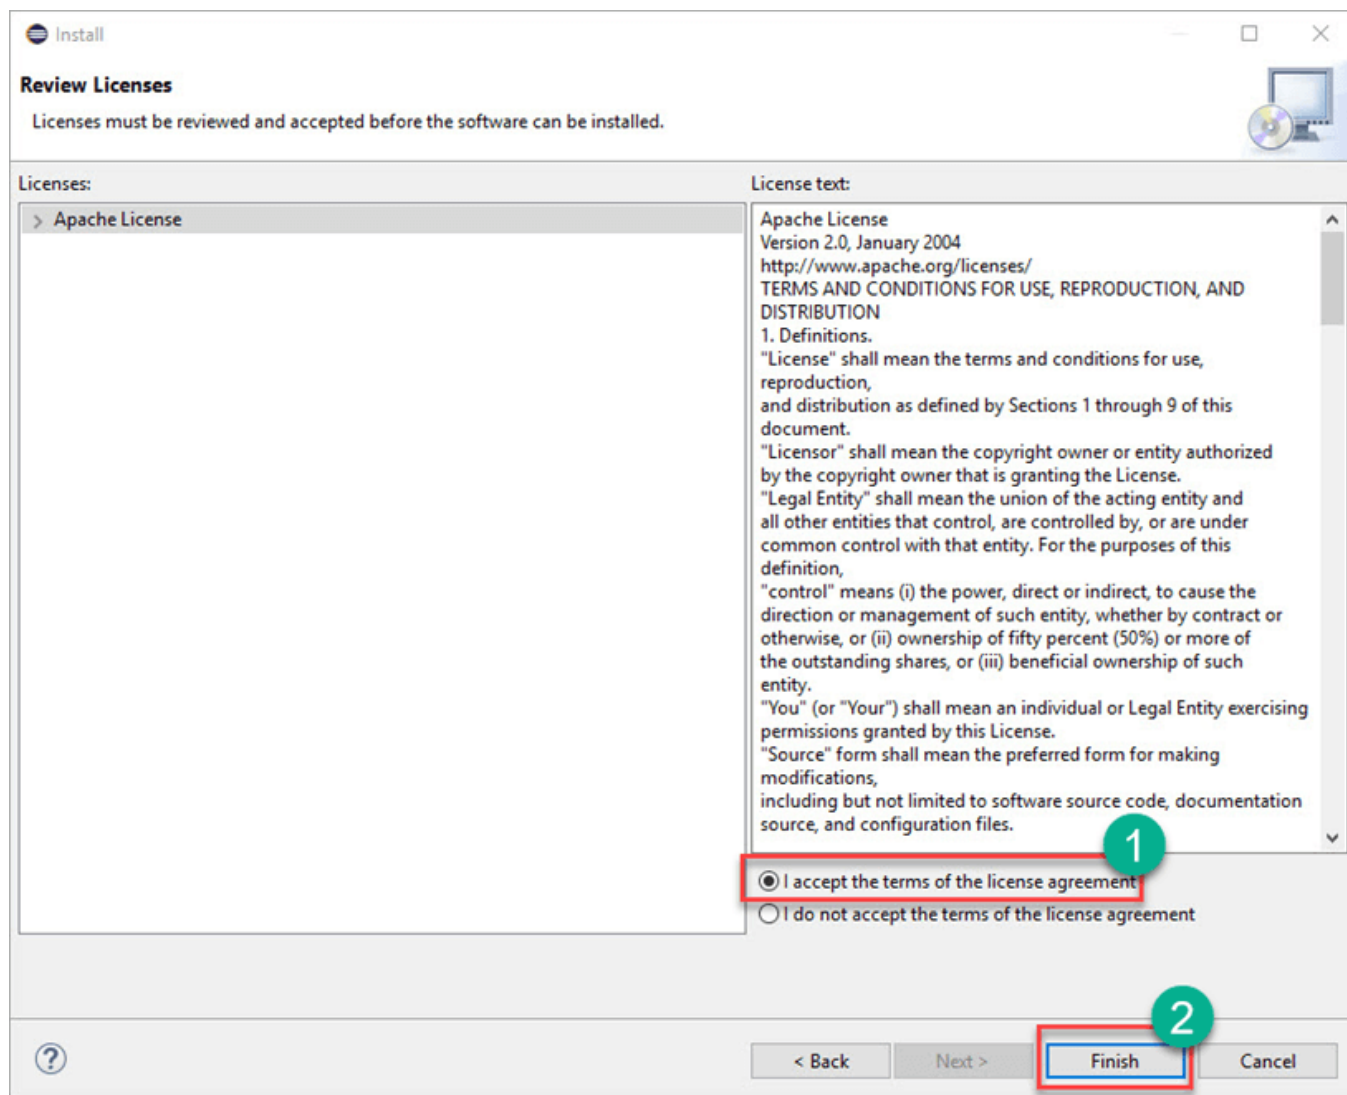 Install
Review Licenses
Licenses must be reviewed and accepted before the software can be installed.
Licenses:
Apache License
License text:
Apache License
Version 2.0, January 2004
http://www.apache.org/licenses/
TERMS AND CONDITIONS FOR USE, REPRODUCTION, AND
DISTRIBUTION
1. Definitions.
"License" shall mean the terms and conditions for use,
reproduction,
and distribution as defined by Sections 1 through 9 of this
document.
"Licensor" shall mean the copyright owner or entity authorized
by the copyright owner that is granting the License.
"Legal Entity" shall mean the union of the acting entity and
all other entities that control, are controlled by, or are under
common control with that entity. For the purposes of this
definition,
"control" means (i) the power, direct or indirect, to cause the
direction or management of such entity, whether by contract or
otherwise, or (ii) ownership of fifty percent (50%) or more of
the outstanding shares, or (iii) beneficial ownership of such
entity.
"You" (or "Your") shall mean an individual or Legal Entity exercising
permissions granted by this License.
"Source" form shall mean the preferred form for making
modifications,
including but not limited to software source code, documentation
source, and configuration files.
1
I accept the terms of the license agreement
I do not accept the terms of the license agreement
2
?
< Back
Next >
Finish
Cancel